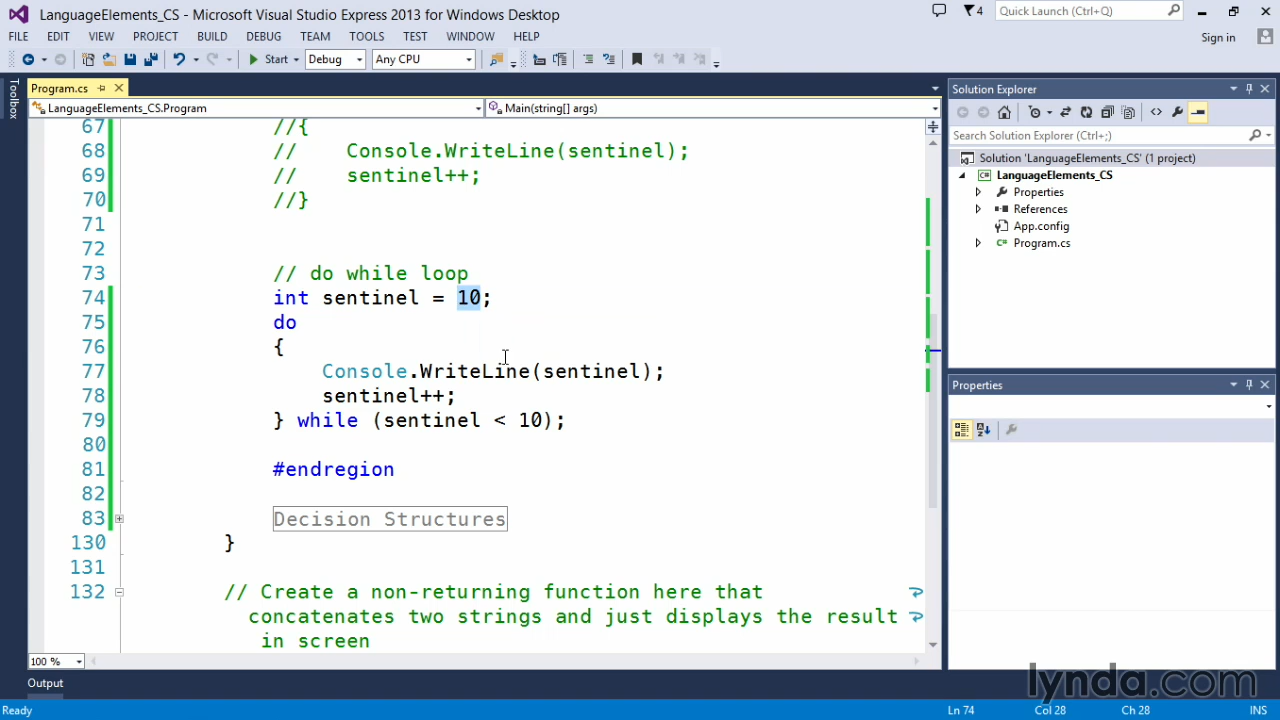 LanguageElements_CS - Microsoft Visual Studio Express 2013 for Windows Desktop
4
Quick Launch (Ctrl+Q)
FILE EDIT VIEW PROJECT BUILD DEBUG TEAM TOOLS TEST WINDOW HELP
Sign in
Start Debug Any CPU
Toolbox
Program.cs
LanguageElements_CS.Program
Main(string[] args)
67 //{
68 //    Console.WriteLine(sentinel);
69 //    sentinel++;
70 //}
71
72
73 // do while loop
74 int sentinel = 10;
75 do
76 {
77 Console.WriteLine(sentinel);
78 sentinel++;
79 } while (sentinel < 10);
80
81 #endregion
82
83 Decision Structures
130 }
131
132 // Create a non-returning function here that
concatenates two strings and just displays the result
in screen
100 %
Solution Explorer
Search Solution Explorer (Ctrl+;)
Solution 'LanguageElements_CS' (1 project)
LanguageElements_CS
Properties
References
App.config
Program.cs
Properties
Output
lynda.com
Ready
Ln 74
Col 28
Ch 28
INS